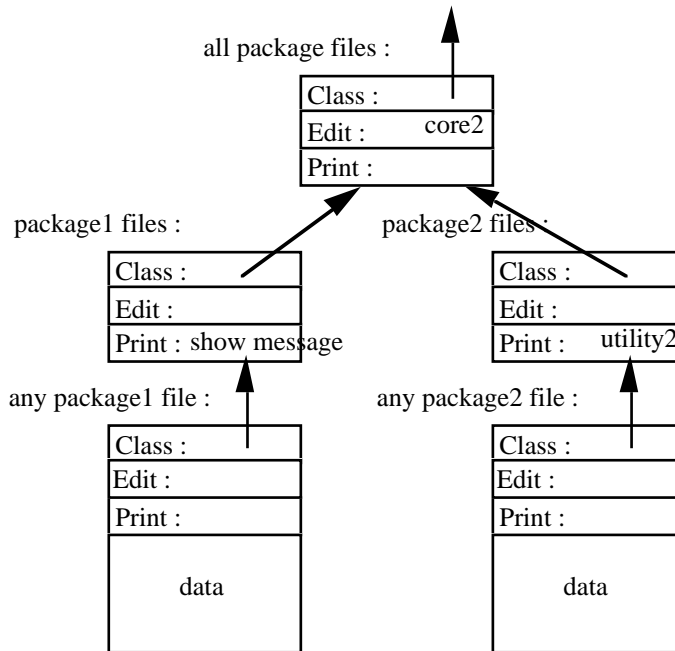 all package files :
Class :
Edit : core2
Print :
package1 files : package2 files :
Class : Class :
Edit : Edit :
Print : show message Print : utility2
any package1 file : any package2 file :
Class : Class :
Edit : Edit :
Print : Print :
data data